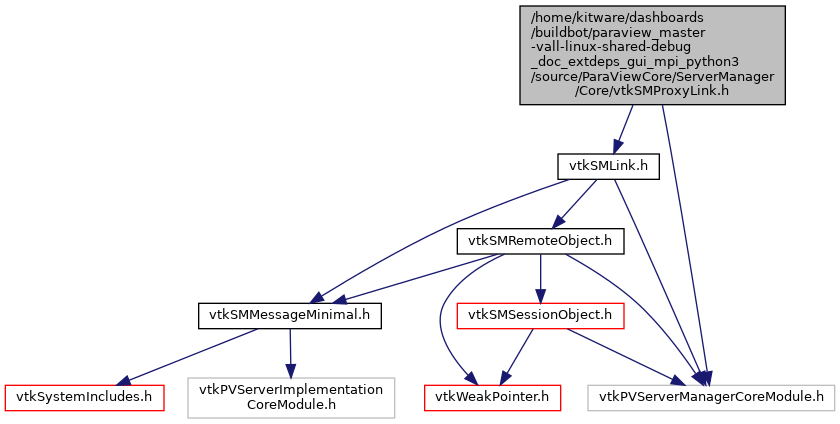 /home/kitware/dashboards
/buildbot/paraview_master
-vall-linux-shared-debug
_doc_extdeps_gui_mpi_python3
/source/ParaViewCore/ServerManager
/Core/vtkSMProxyLink.h
vtkSMLink.h
vtkSMRemoteObject.h
vtkSMMessageMinimal.h
vtkSMSessionObject.h
vtkSystemIncludes.h
vtkPVServerImplementation
CoreModule.h
vtkWeakPointer.h
vtkPVServerManagerCoreModule.h